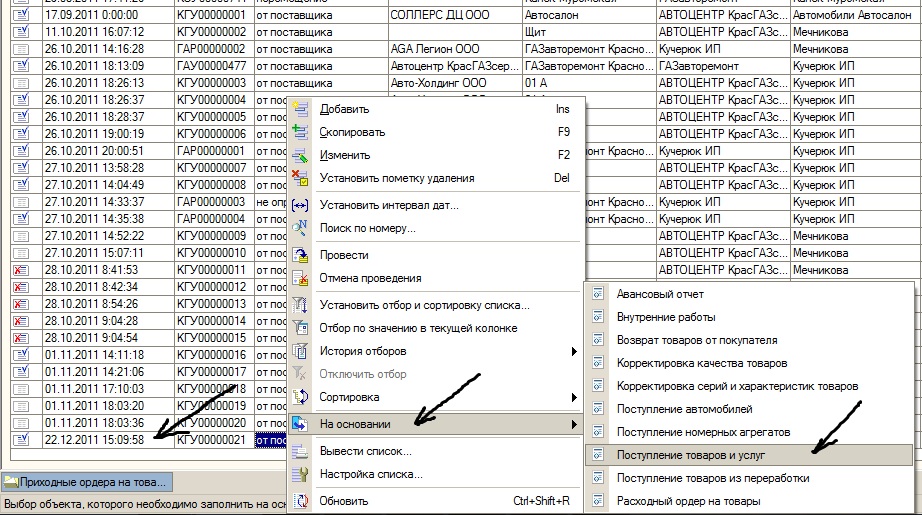 17.09.2011 0:00:00 КГУ00000001 от поставщика СОЛЛЕРС ДЦ ООО Автосалон АВТОЦЕНТР КрасГАЗс... Автомобили Автосалон
11.10.2011 16:07:12 КГУ00000002 от поставщика Щит АВТОЦЕНТР КрасГАЗс... Мечникова
26.10.2011 14:16:28 ГАР00000002 от поставщика AGA Легион ООО ГАЗавторемонт Красно... Кучерюк ИП Мечникова
26.10.2011 18:13:09 ГАУ00000477 от поставщика Автоцентр КрасГАЗсер... ГАЗавторемонт Красно... ГАЗавторемонт Кучерюк ИП
26.10.2011 18:26:13 КГУ00000003 от поставщика Авто-Холдинг ООО 01 А АВТОЦЕНТР КрасГАЗс... Кучерюк ИП
26.10.2011 18:26:37 КГУ00000004 от пос АВТОЦЕНТР КрасГАЗс... Кучерюк ИП
26.10.2011 18:28:37 КГУ00000005 от пос АВТОЦЕНТР КрасГАЗс... Мечникова
26.10.2011 19:00:19 КГУ00000006 от пос АВТОЦЕНТР КрасГАЗс... Мечникова
26.10.2011 20:00:51 ГАР00000001 от пос монт Красно... Кучерюк ИП Кучерюк ИП
27.10.2011 13:58:28 КГУ00000007 от пос АВТОЦЕНТР КрасГАЗс... Кучерюк ИП
27.10.2011 14:04:49 КГУ00000008 от пос АВТОЦЕНТР КрасГАЗс... Кучерюк ИП
27.10.2011 14:33:37 ГАР00000003 не опр монт Красно... Кучерюк ИП Кучерюк ИП
27.10.2011 14:35:38 ГАР00000004 от пос монт Красно... Кучерюк ИП Кучерюк ИП
27.10.2011 14:52:22 КГУ00000009 от пос АВТОЦЕНТР КрасГАЗс... Мечникова
27.10.2011 15:07:11 КГУ00000010 от пос АВТОЦЕНТР КрасГАЗс... Кучерюк ИП
28.10.2011 8:41:53 КГУ00000011 от пос АВТОЦЕНТР КрасГАЗс... Мечникова
28.10.2011 8:42:34 КГУ00000012 от пос
28.10.2011 8:54:26 КГУ00000013 от пос
28.10.2011 9:04:28 КГУ00000014 от пос
28.10.2011 9:04:54 КГУ00000015 от пос
01.11.2011 14:11:18 КГУ00000016 от пос
01.11.2011 14:21:06 КГУ00000017 от пос
01.11.2011 17:10:03 КГУ00000018 от пос
01.11.2011 18:03:20 КГУ00000019 от пос
01.11.2011 18:03:36 КГУ00000020 от пос
22.12.2011 15:09:58 КГУ00000021 от пос
Добавить Ins
Скопировать F9
Изменить F2
Установить пометку удаления Del
Установить интервал дат...
Поиск по номеру...
Провести
Отмена проведения
Установить отбор и сортировку списка...
Отбор по значению в текущей колонке
История отборов
Отключить отбор
Сортировка
На основании
Вывести список...
Настройка списка...
Обновить Ctrl+Shift+R
Авансовый отчет
Внутренние работы
Возврат товаров от покупателя
Корректировка качества товаров
Корректировка серий и характеристик товаров
Поступление автомобилей
Поступление номерных агрегатов
Поступление товаров и услуг
Поступление товаров из переработки
Расходный ордер на товары
Приходные ордера на това...
Выбор объекта, которого необходимо заполнить на осн